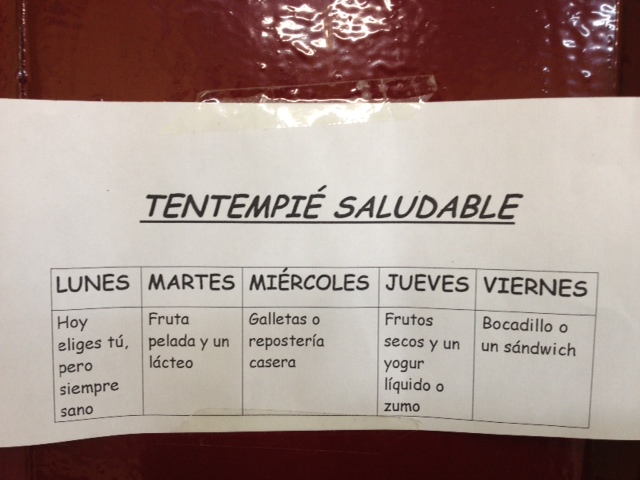 TENTEMPIÉ SALUDABLE
LUNES MARTES MIÉRCOLES JUEVES VIERNES
Hoy
eliges tú,
pero
siempre
sano
Fruta
pelada y un
lácteo
Galletas o
repostería
casera
Frutos
secos y un
yogur
líquido o
zumo
Bocadillo o
un sándwich